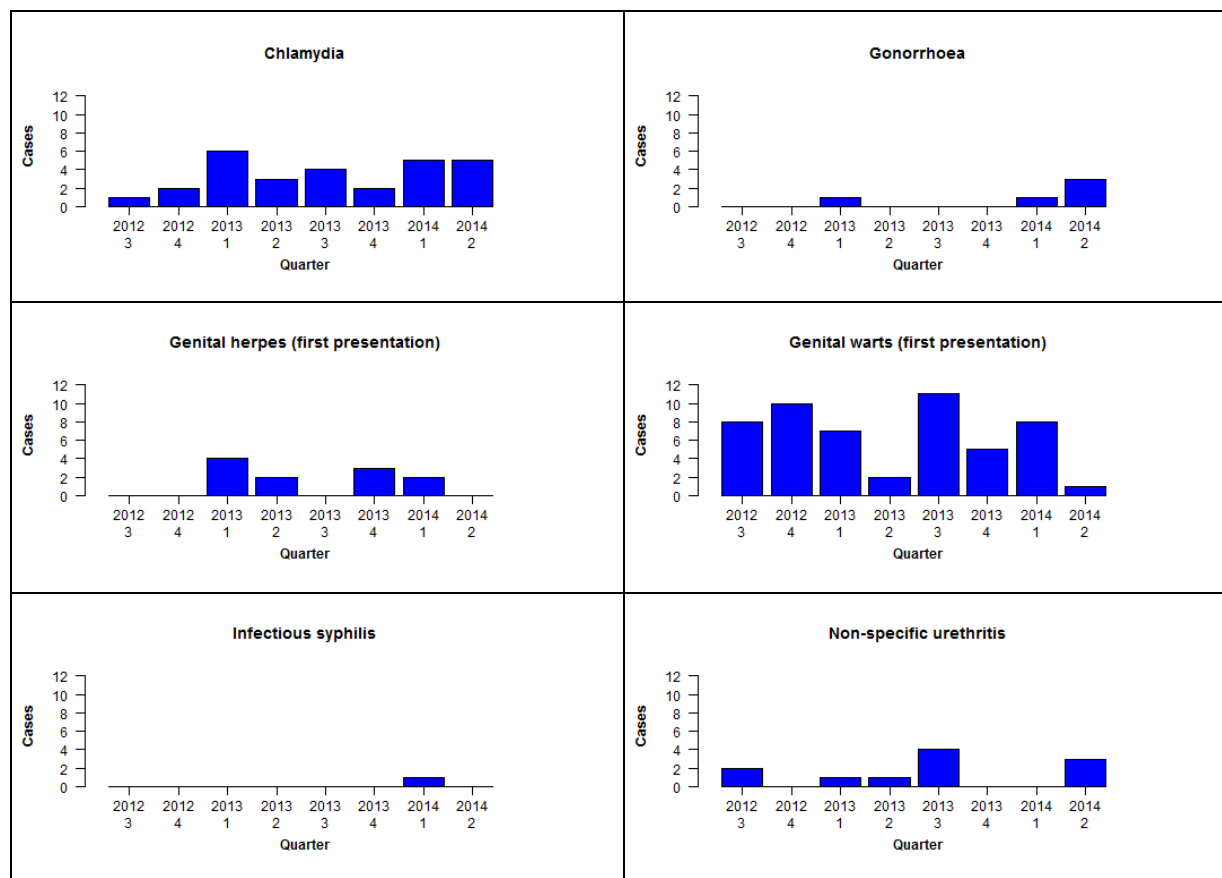 Chlamydia
Cases
12
10
8
6
4
2
0
2012 2012 2013 2013 2013 2013 2014 2014
3 4 1 2 3 4 1 2
Quarter
Gonorrhoea
Cases
12
10
8
6
4
2
0
2012 2012 2013 2013 2013 2013 2014 2014
3 4 1 2 3 4 1 2
Quarter
Genital herpes (first presentation)
Cases
12
10
8
6
4
2
0
2012 2012 2013 2013 2013 2013 2014 2014
3 4 1 2 3 4 1 2
Quarter
Genital warts (first presentation)
Cases
12
10
8
6
4
2
0
2012 2012 2013 2013 2013 2013 2014 2014
3 4 1 2 3 4 1 2
Quarter
Infectious syphilis
Cases
12
10
8
6
4
2
0
2012 2012 2013 2013 2013 2013 2014 2014
3 4 1 2 3 4 1 2
Quarter
Non-specific urethritis
Cases
12
10
8
6
4
2
0
2012 2012 2013 2013 2013 2013 2014 2014
3 4 1 2 3 4 1 2
Quarter